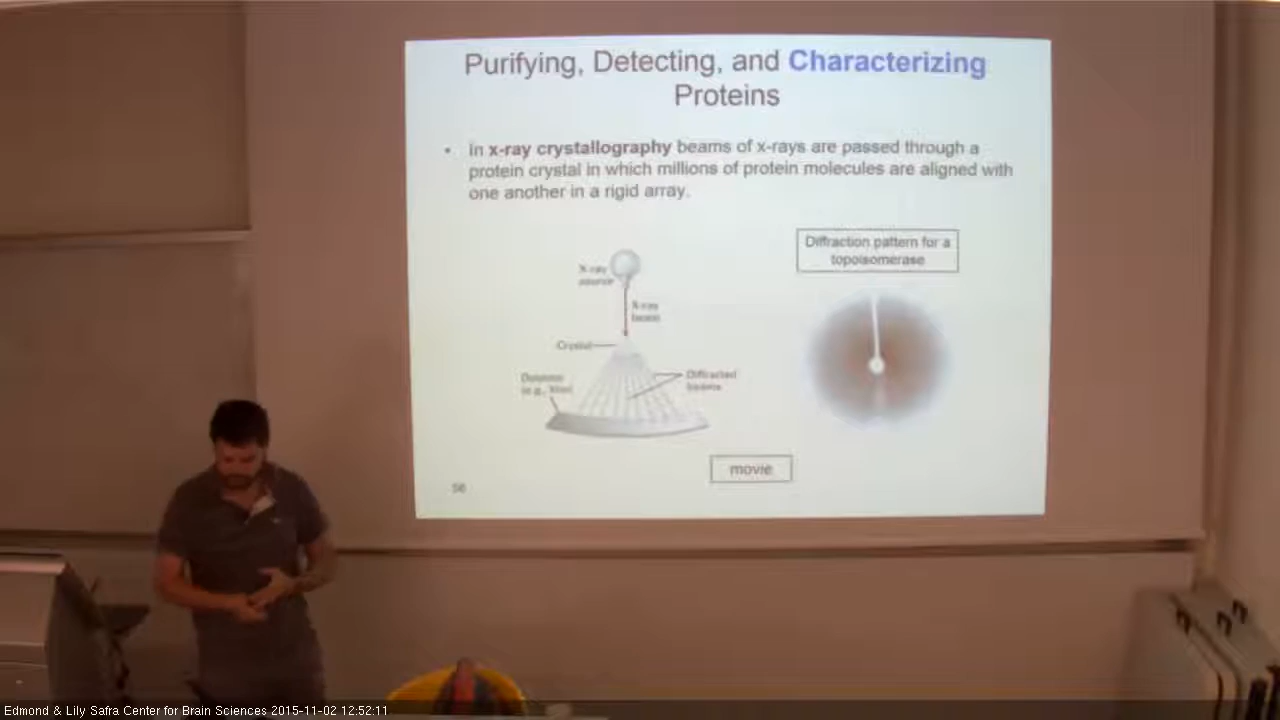 Purifying, Detecting, and Characterizing
Proteins
• In x-ray crystallography beams of x-rays are passed through a
protein crystal in which millions of protein molecules are aligned with
one another in a rigid array.
Diffraction pattern for a
topoisomerase
X-ray
source
X-ray
beam
Crystal
Detector
(e.g., film)
Diffracted
beams
movie
56
Edmond & Lily Safra Center for Brain Sciences 2015-11-02 12:52:11